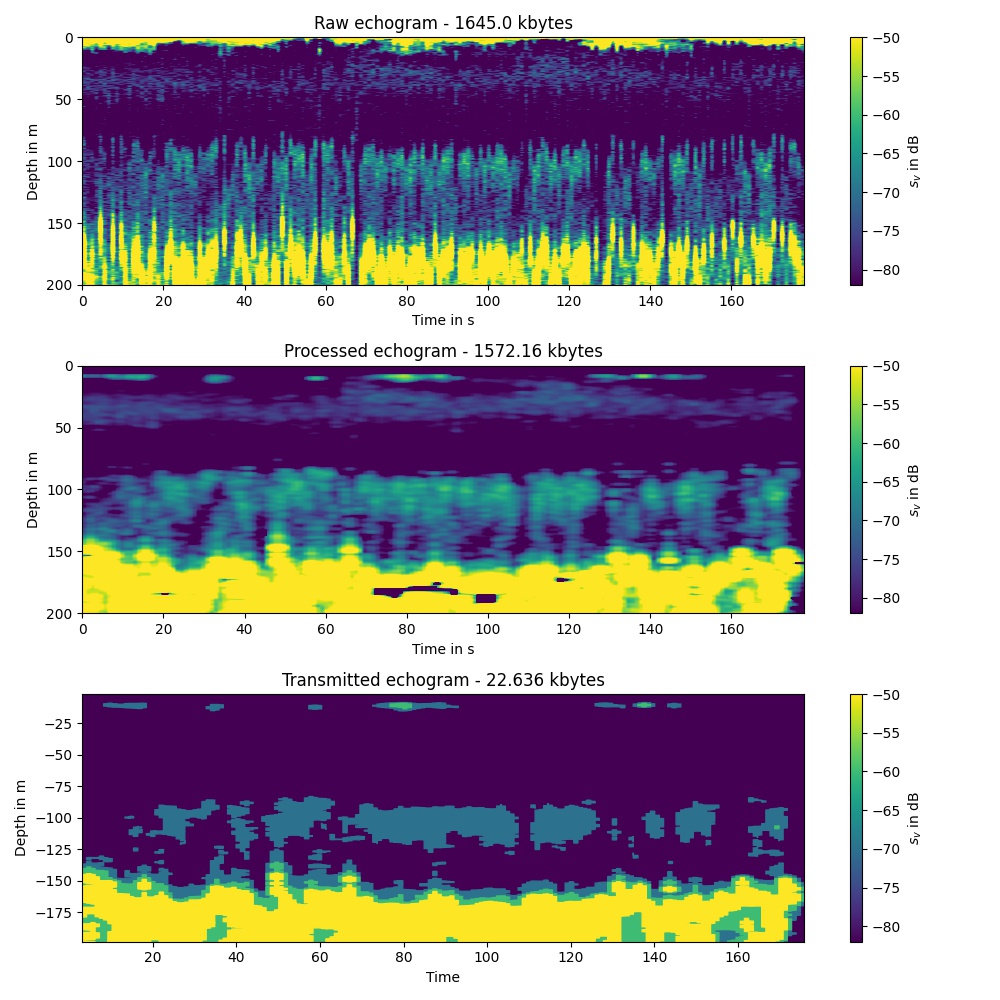 Raw echogram - 1645.0 kbytes
0
50
100
150
200
Depth in m
0 20 40 60 80 100 120 140 160
Time in s
−50
−55
−60
−65
−70
−75
−80
sᵥ in dB
Processed echogram - 1572.16 kbytes
0
50
100
150
200
Depth in m
0 20 40 60 80 100 120 140 160
Time in s
−50
−55
−60
−65
−70
−75
−80
sᵥ in dB
Transmitted echogram - 22.636 kbytes
−25
−50
−75
−100
−125
−150
−175
Depth in m
20 40 60 80 100 120 140 160
Time
−50
−55
−60
−65
−70
−75
−80
sᵥ in dB